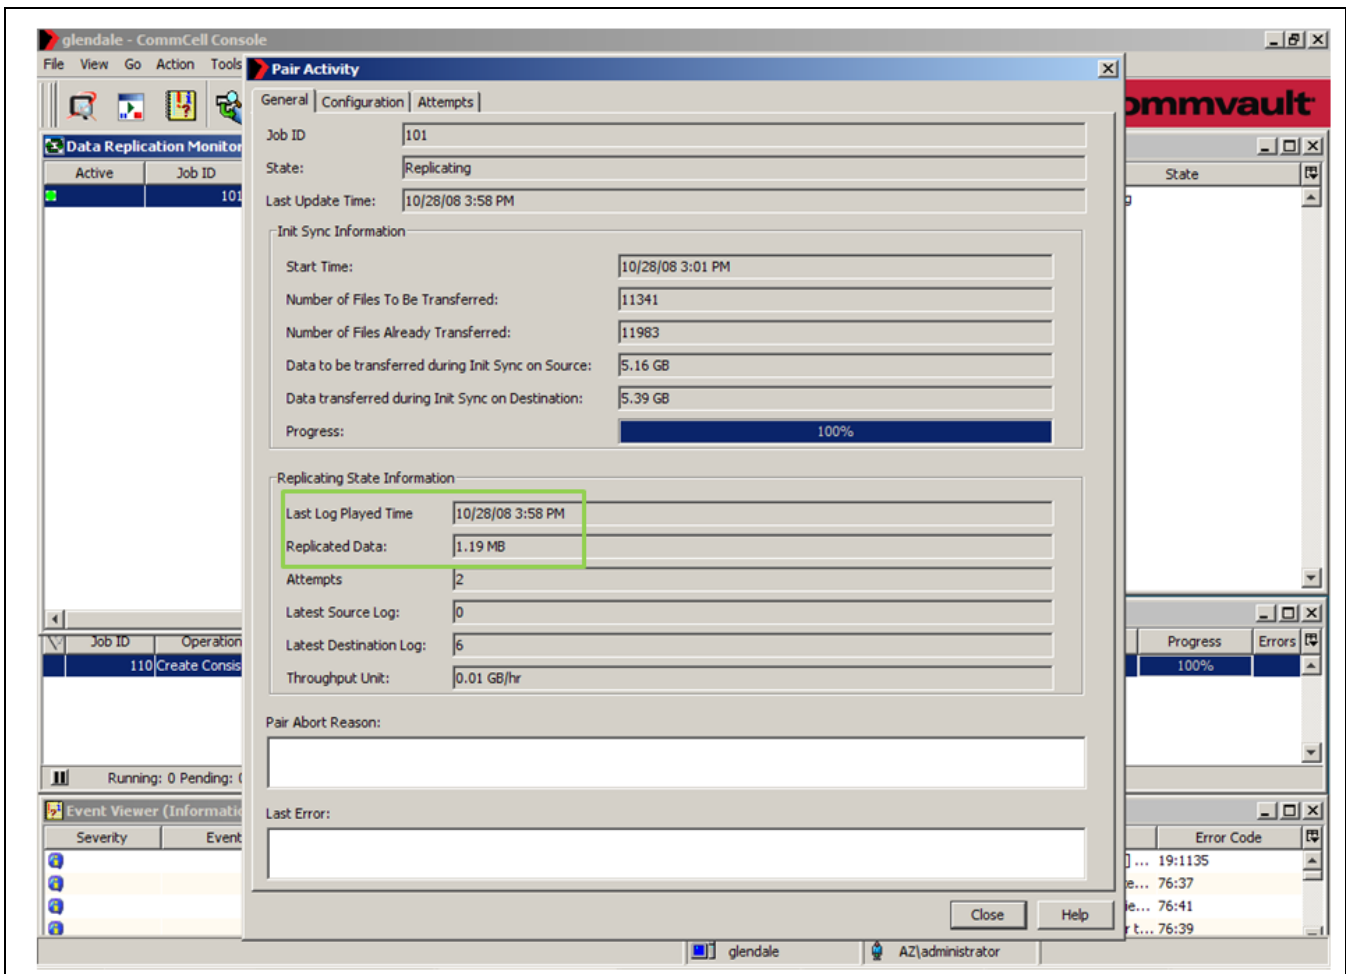 glendale - CommCell Console
File View Go Action Tools
Pair Activity
General Configuration Attempts
ommvault
Data Replication Monitor
Active Job ID State
101
Job ID 101
State: Replicating
Last Update Time: 10/28/08 3:58 PM
Init Sync Information
Start Time: 10/28/08 3:01 PM
Number of Files To Be Transferred: 11341
Number of Files Already Transferred: 11983
Data to be transferred during Init Sync on Source: 5.16 GB
Data transferred during Init Sync on Destination: 5.39 GB
Progress: 100%
Replicating State Information
Last Log Played Time 10/28/08 3:58 PM
Replicated Data: 1.19 MB
Attempts 2
Latest Source Log: 0
Latest Destination Log: 6
Throughput Unit: 0.01 GB/hr
Job ID Operation Progress Errors
110 Create Consis 100%
Pair Abort Reason:
Running: 0 Pending:
Last Error:
Event Viewer (Informati
Severity Event Error Code
] ... 19:1135
e... 76:37
ie... 76:41
r t... 76:39
Close Help
glendale AZ\administrator